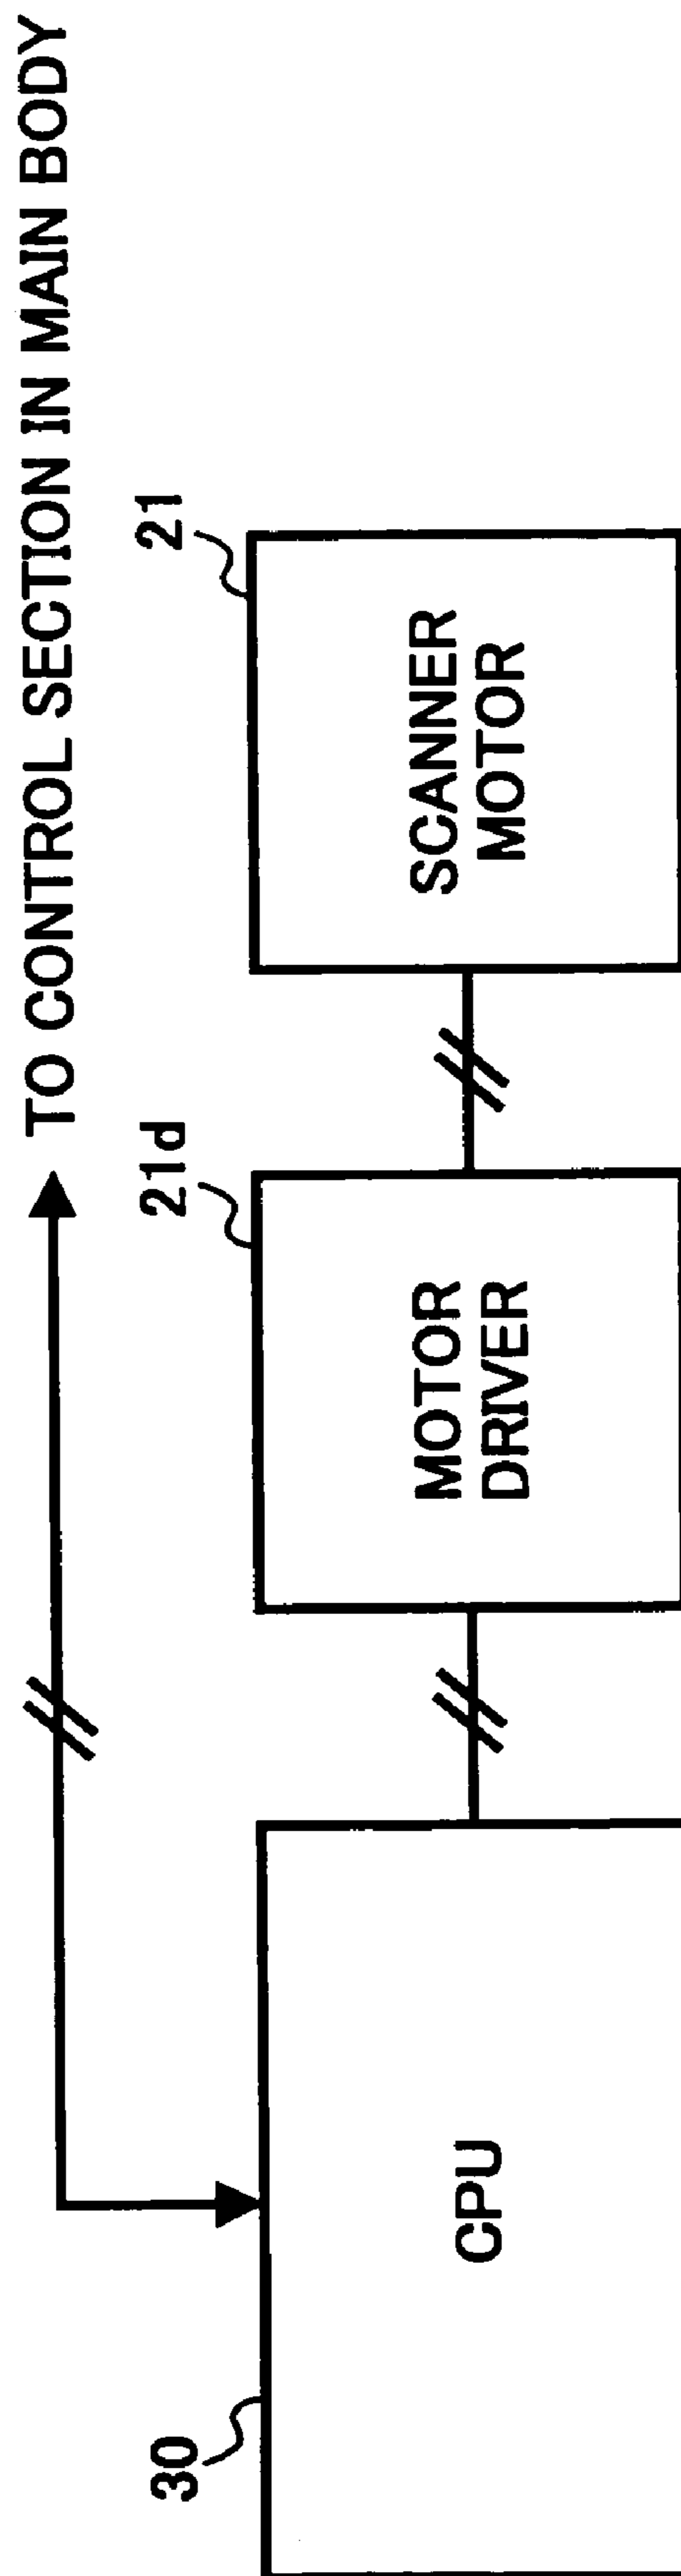 TO CONTROL SECTION IN MAIN BODY
30
21d
21
CPU
MOTOR
DRIVER
SCANNER
MOTOR